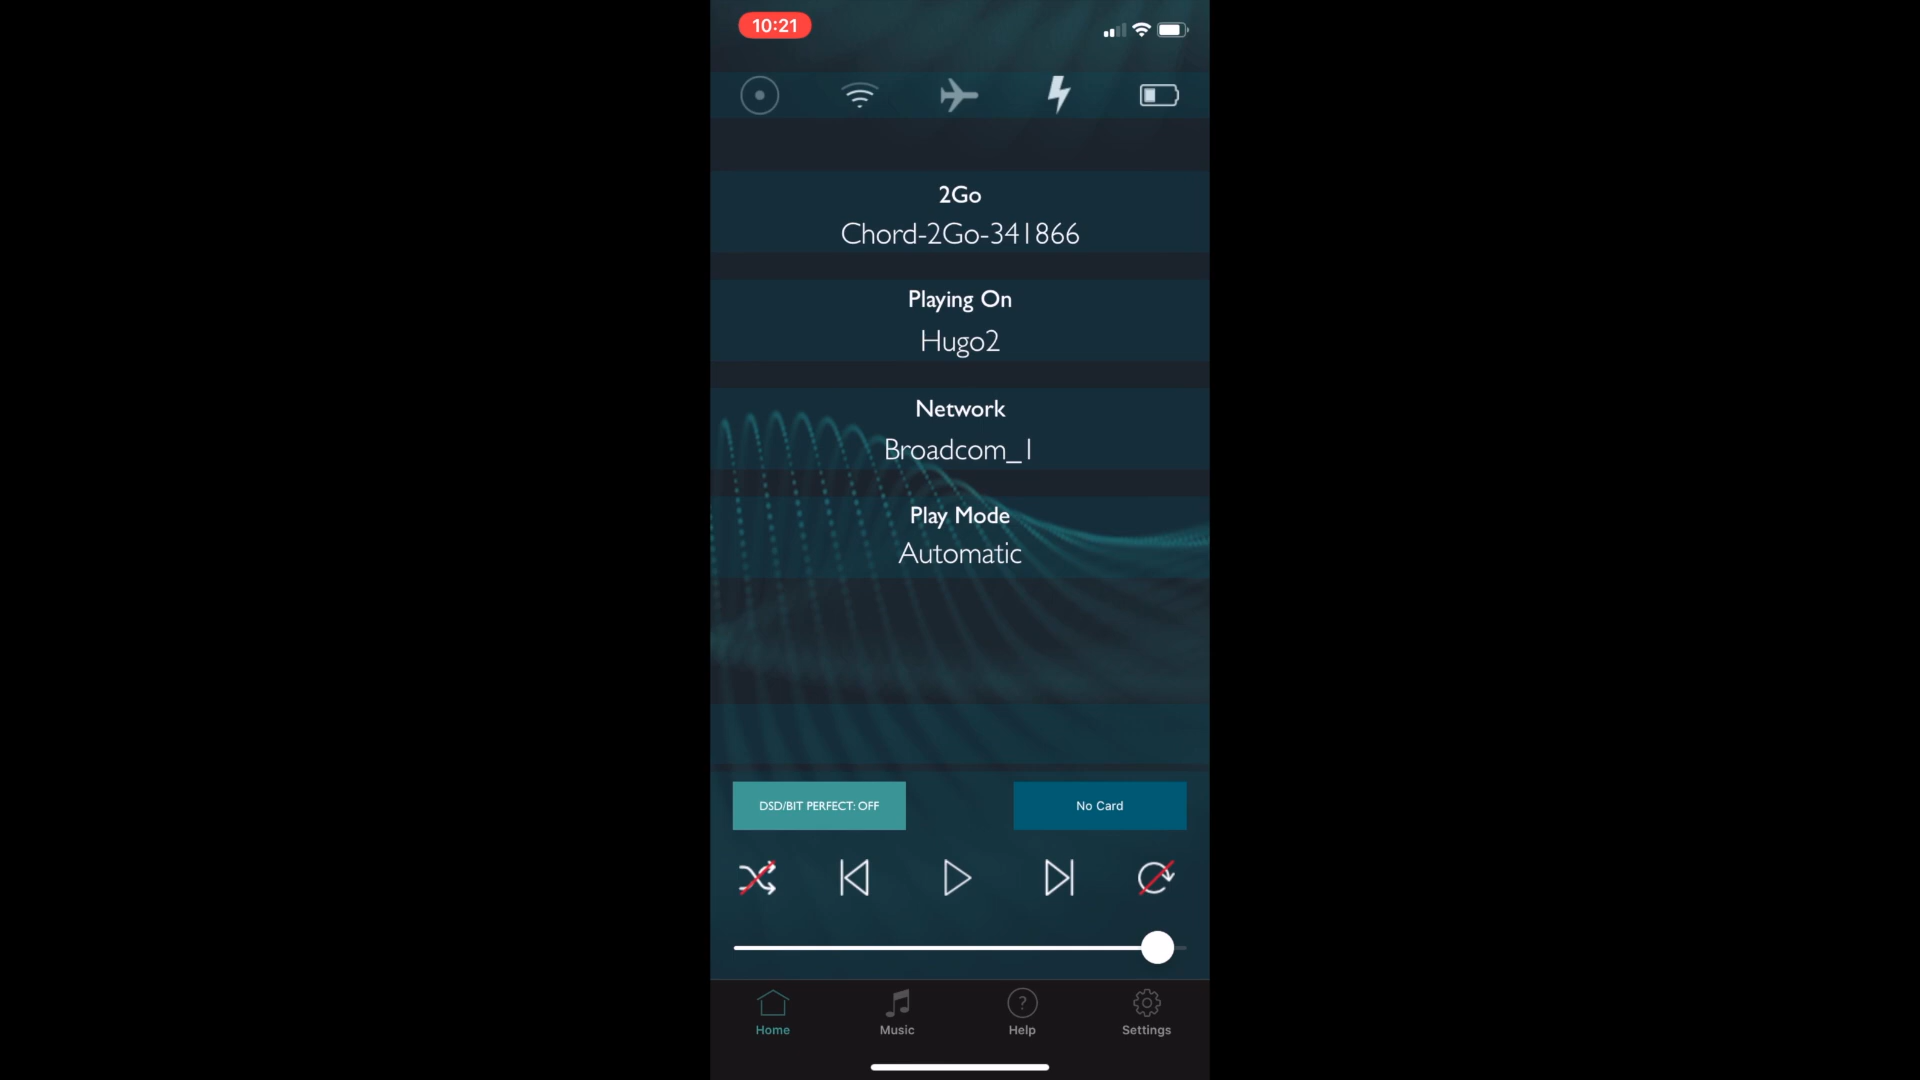 10:21
2Go
Chord-2Go-341866
Playing On
Hugo2
Network
Broadcom_1
Play Mode
Automatic
DSD/BIT PERFECT: OFF
No Card
Home
Music
?
Help
Settings